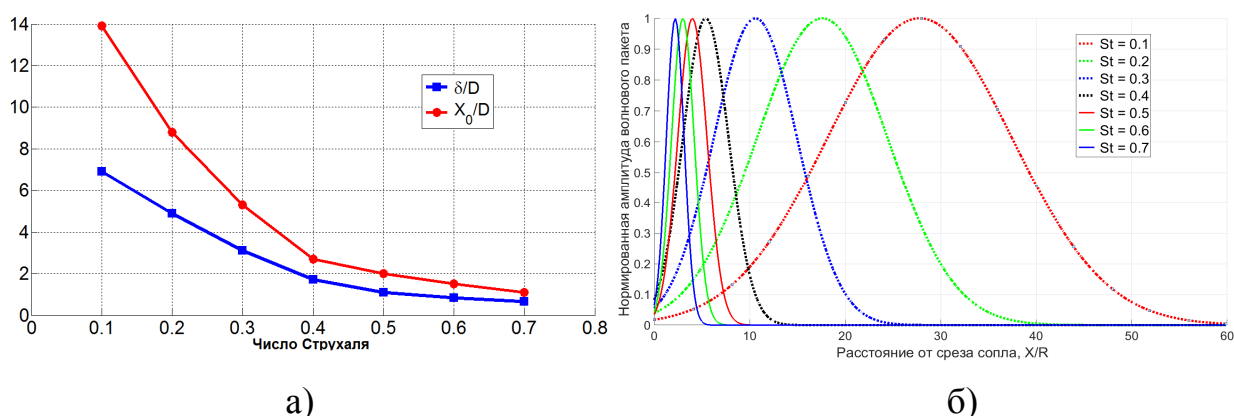 14
12
10
8
6
4
2
0
δ/D
X₀/D
0 0.1 0.2 0.3 0.4 0.5 0.6 0.7 0.8
Число Струхаля
а)
Нормированная амплитуда волнового пакета
1
0.9
0.8
0.7
0.6
0.5
0.4
0.3
0.2
0.1
0
St = 0.1
St = 0.2
St = 0.3
St = 0.4
St = 0.5
St = 0.6
St = 0.7
0 10 20 30 40 50 60
Расстояние от среза сопла, X/R
б)